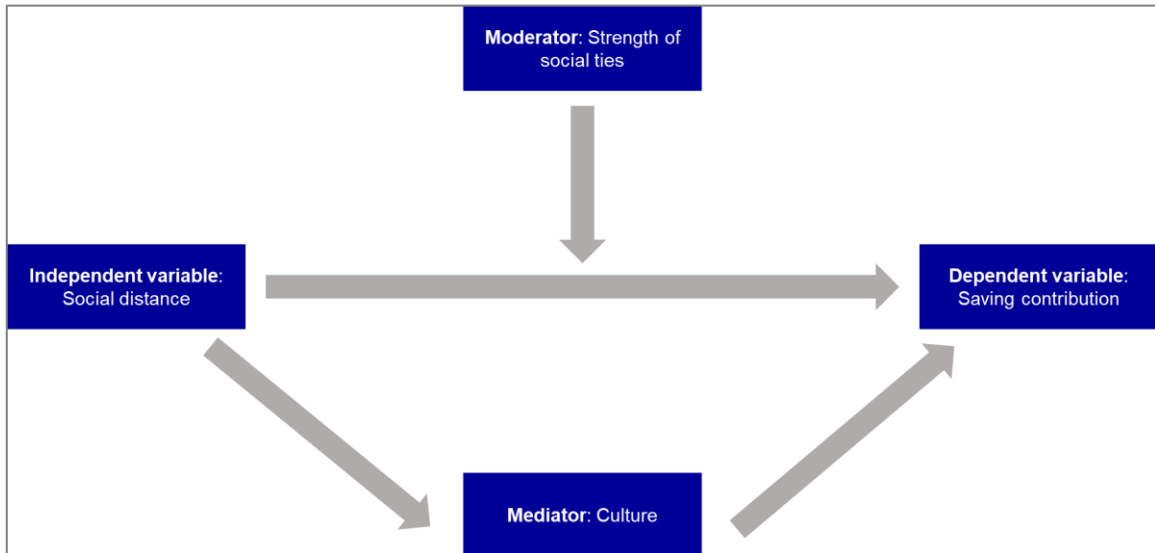 Moderator: Strength of
social ties
Independent variable:
Social distance
Dependent variable:
Saving contribution
Mediator: Culture